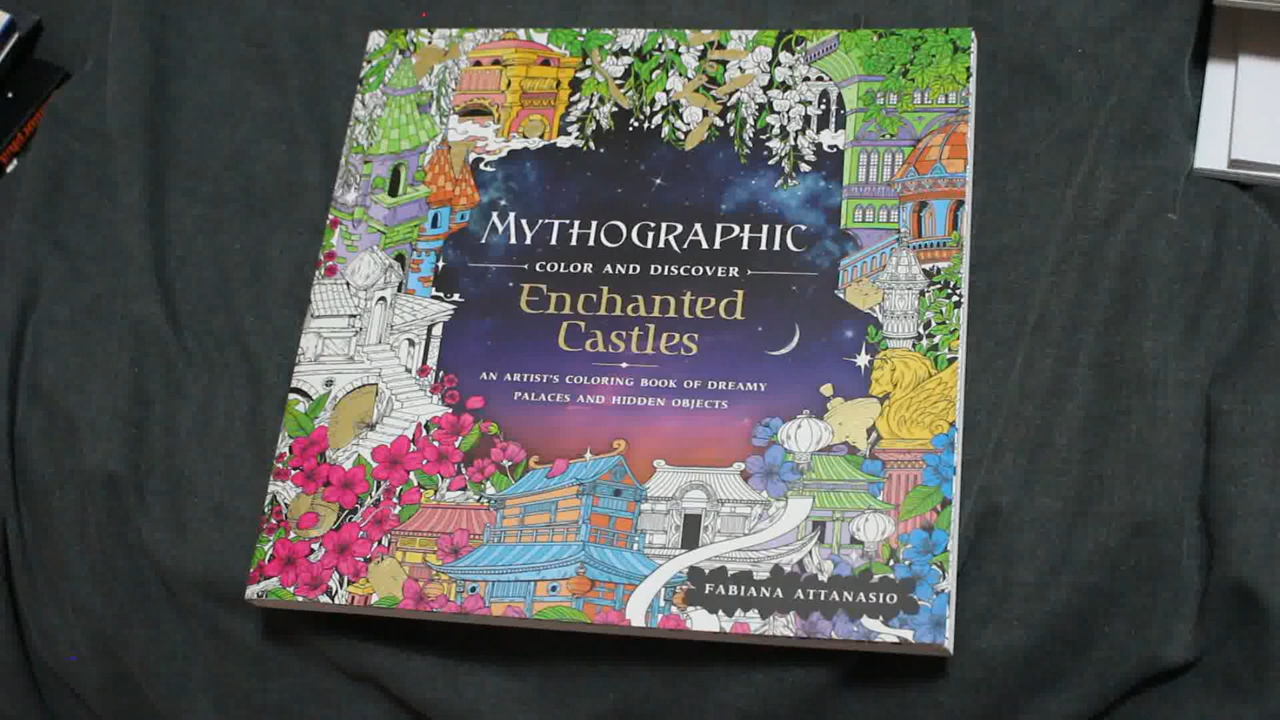 MYTHOGRAPHIC
COLOR AND DISCOVER
Enchanted
Castles
AN ARTIST'S COLORING BOOK OF DREAMY
PALACES AND HIDDEN OBJECTS
FABIANA ATTANASIO